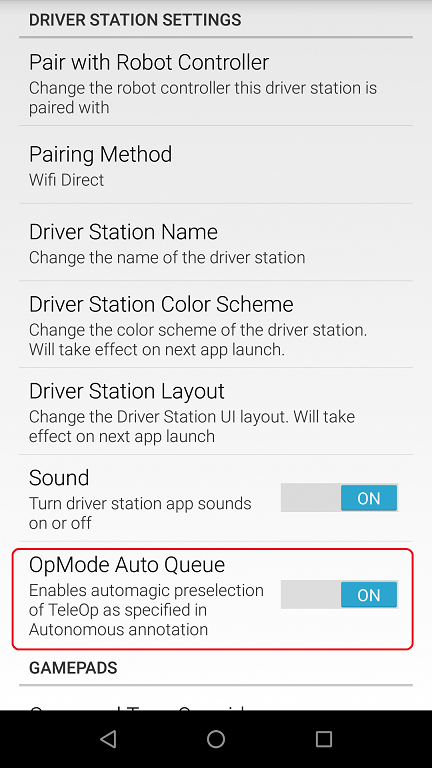 DRIVER STATION SETTINGS
Pair with Robot Controller
Change the robot controller this driver station is
paired with
Pairing Method
Wifi Direct
Driver Station Name
Change the name of the driver station
Driver Station Color Scheme
Change the color scheme of the driver station.
Will take effect on next app launch.
Driver Station Layout
Change the Driver Station UI layout. Will take
effect on next app launch
Sound
Turn driver station app sounds
on or off
ON
OpMode Auto Queue
Enables automagic preselection
of TeleOp as specified in
Autonomous annotation
ON
GAMEPADS